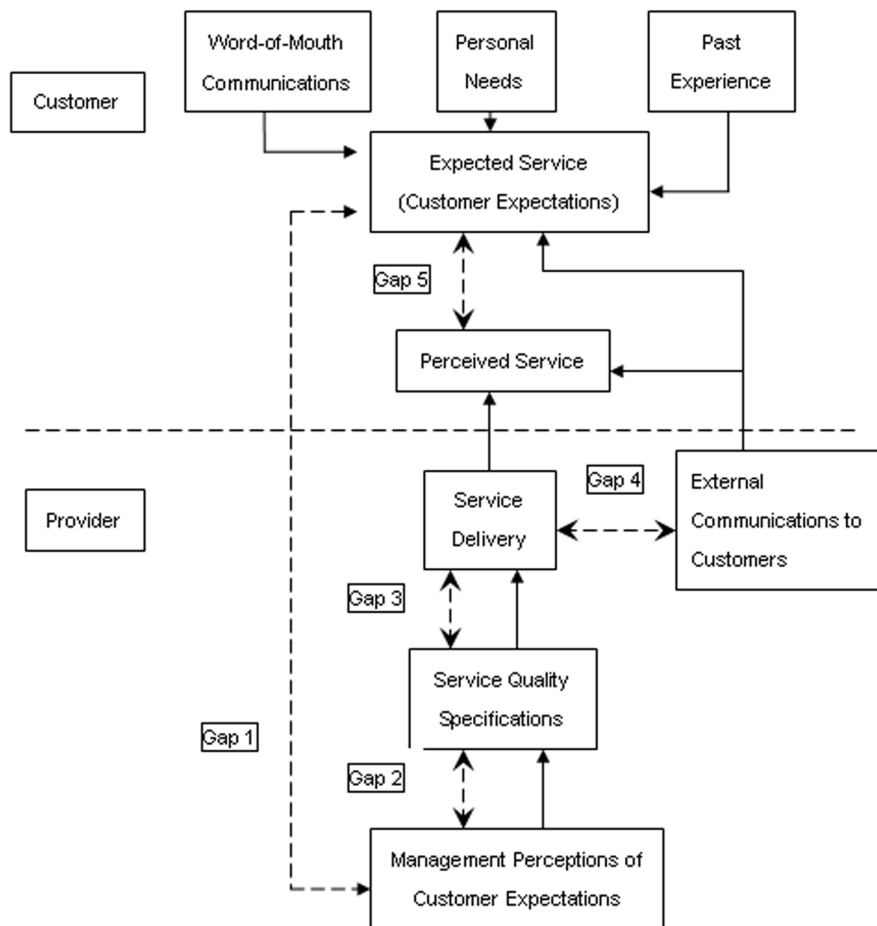 Word-of-Mouth
Communications
Personal
Needs
Past
Experience
Customer
Expected Service
(Customer Expectations)
Gap 5
Perceived Service
Provider
Service
Delivery
Gap 4
External
Communications to
Customers
Gap 3
Service Quality
Specifications
Gap 1
Gap 2
Management Perceptions of
Customer Expectations